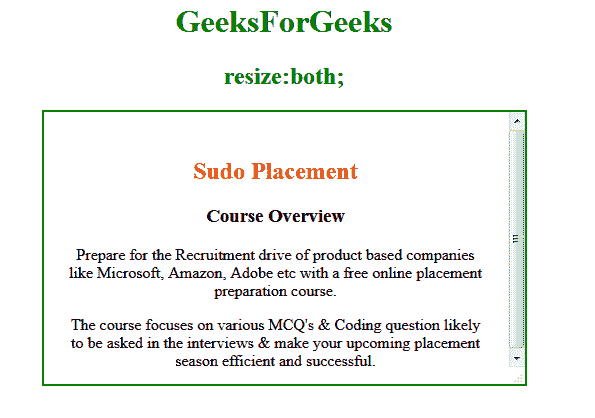 GeeksForGeeks
resize:both;
Sudo Placement
Course Overview
Prepare for the Recruitment drive of product based companies
like Microsoft, Amazon, Adobe etc with a free online placement
preparation course.
The course focuses on various MCQ's & Coding question likely
to be asked in the interviews & make your upcoming placement
season efficient and successful.